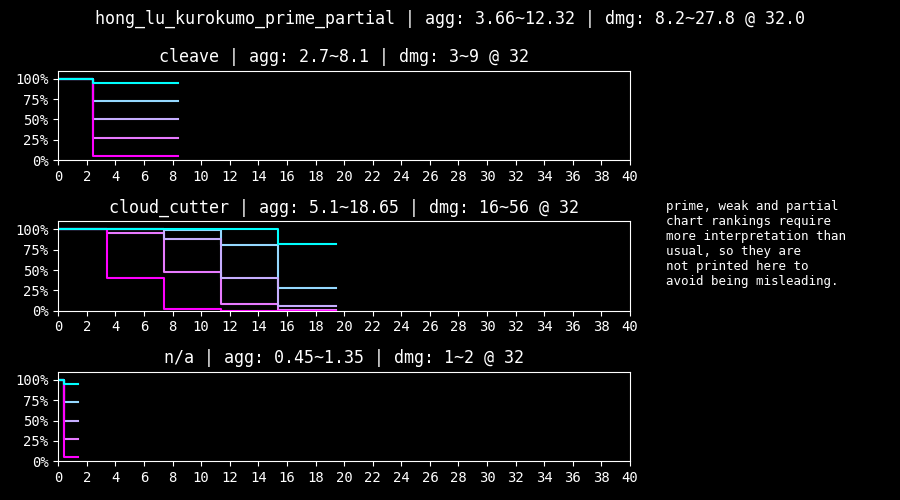 hong_lu_kurokumo_prime_partial | agg: 3.66~12.32 | dmg: 8.2~27.8 @ 32.0
cleave | agg: 2.7~8.1 | dmg: 3~9 @ 32
100%
75%
50%
25%
0%
0 2 4 6 8 10 12 14 16 18 20 22 24 26 28 30 32 34 36 38 40
cloud_cutter | agg: 5.1~18.65 | dmg: 16~56 @ 32
100%
75%
50%
25%
0%
0 2 4 6 8 10 12 14 16 18 20 22 24 26 28 30 32 34 36 38 40
prime, weak and partial
chart rankings require
more interpretation than
usual, so they are
not printed here to
avoid being misleading.
n/a | agg: 0.45~1.35 | dmg: 1~2 @ 32
100%
75%
50%
25%
0%
0 2 4 6 8 10 12 14 16 18 20 22 24 26 28 30 32 34 36 38 40